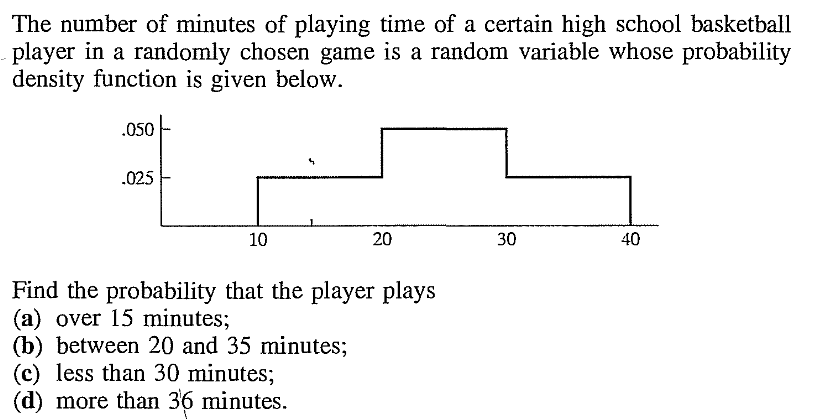 The number of minutes of playing time of a certain high school basketball
player in a randomly chosen game is a random variable whose probability
density function is given below.
.050
.025
10 20 30 40
Find the probability that the player plays
(a) over 15 minutes;
(b) between 20 and 35 minutes;
(c) less than 30 minutes;
(d) more than 36 minutes.